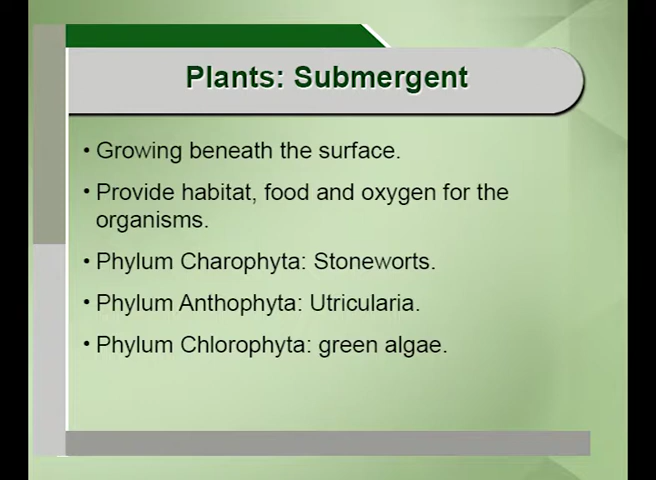 Plants: Submergent
• Growing beneath the surface.
• Provide habitat, food and oxygen for the
organisms.
• Phylum Charophyta: Stoneworts.
• Phylum Anthophyta: Utricularia.
• Phylum Chlorophyta: green algae.